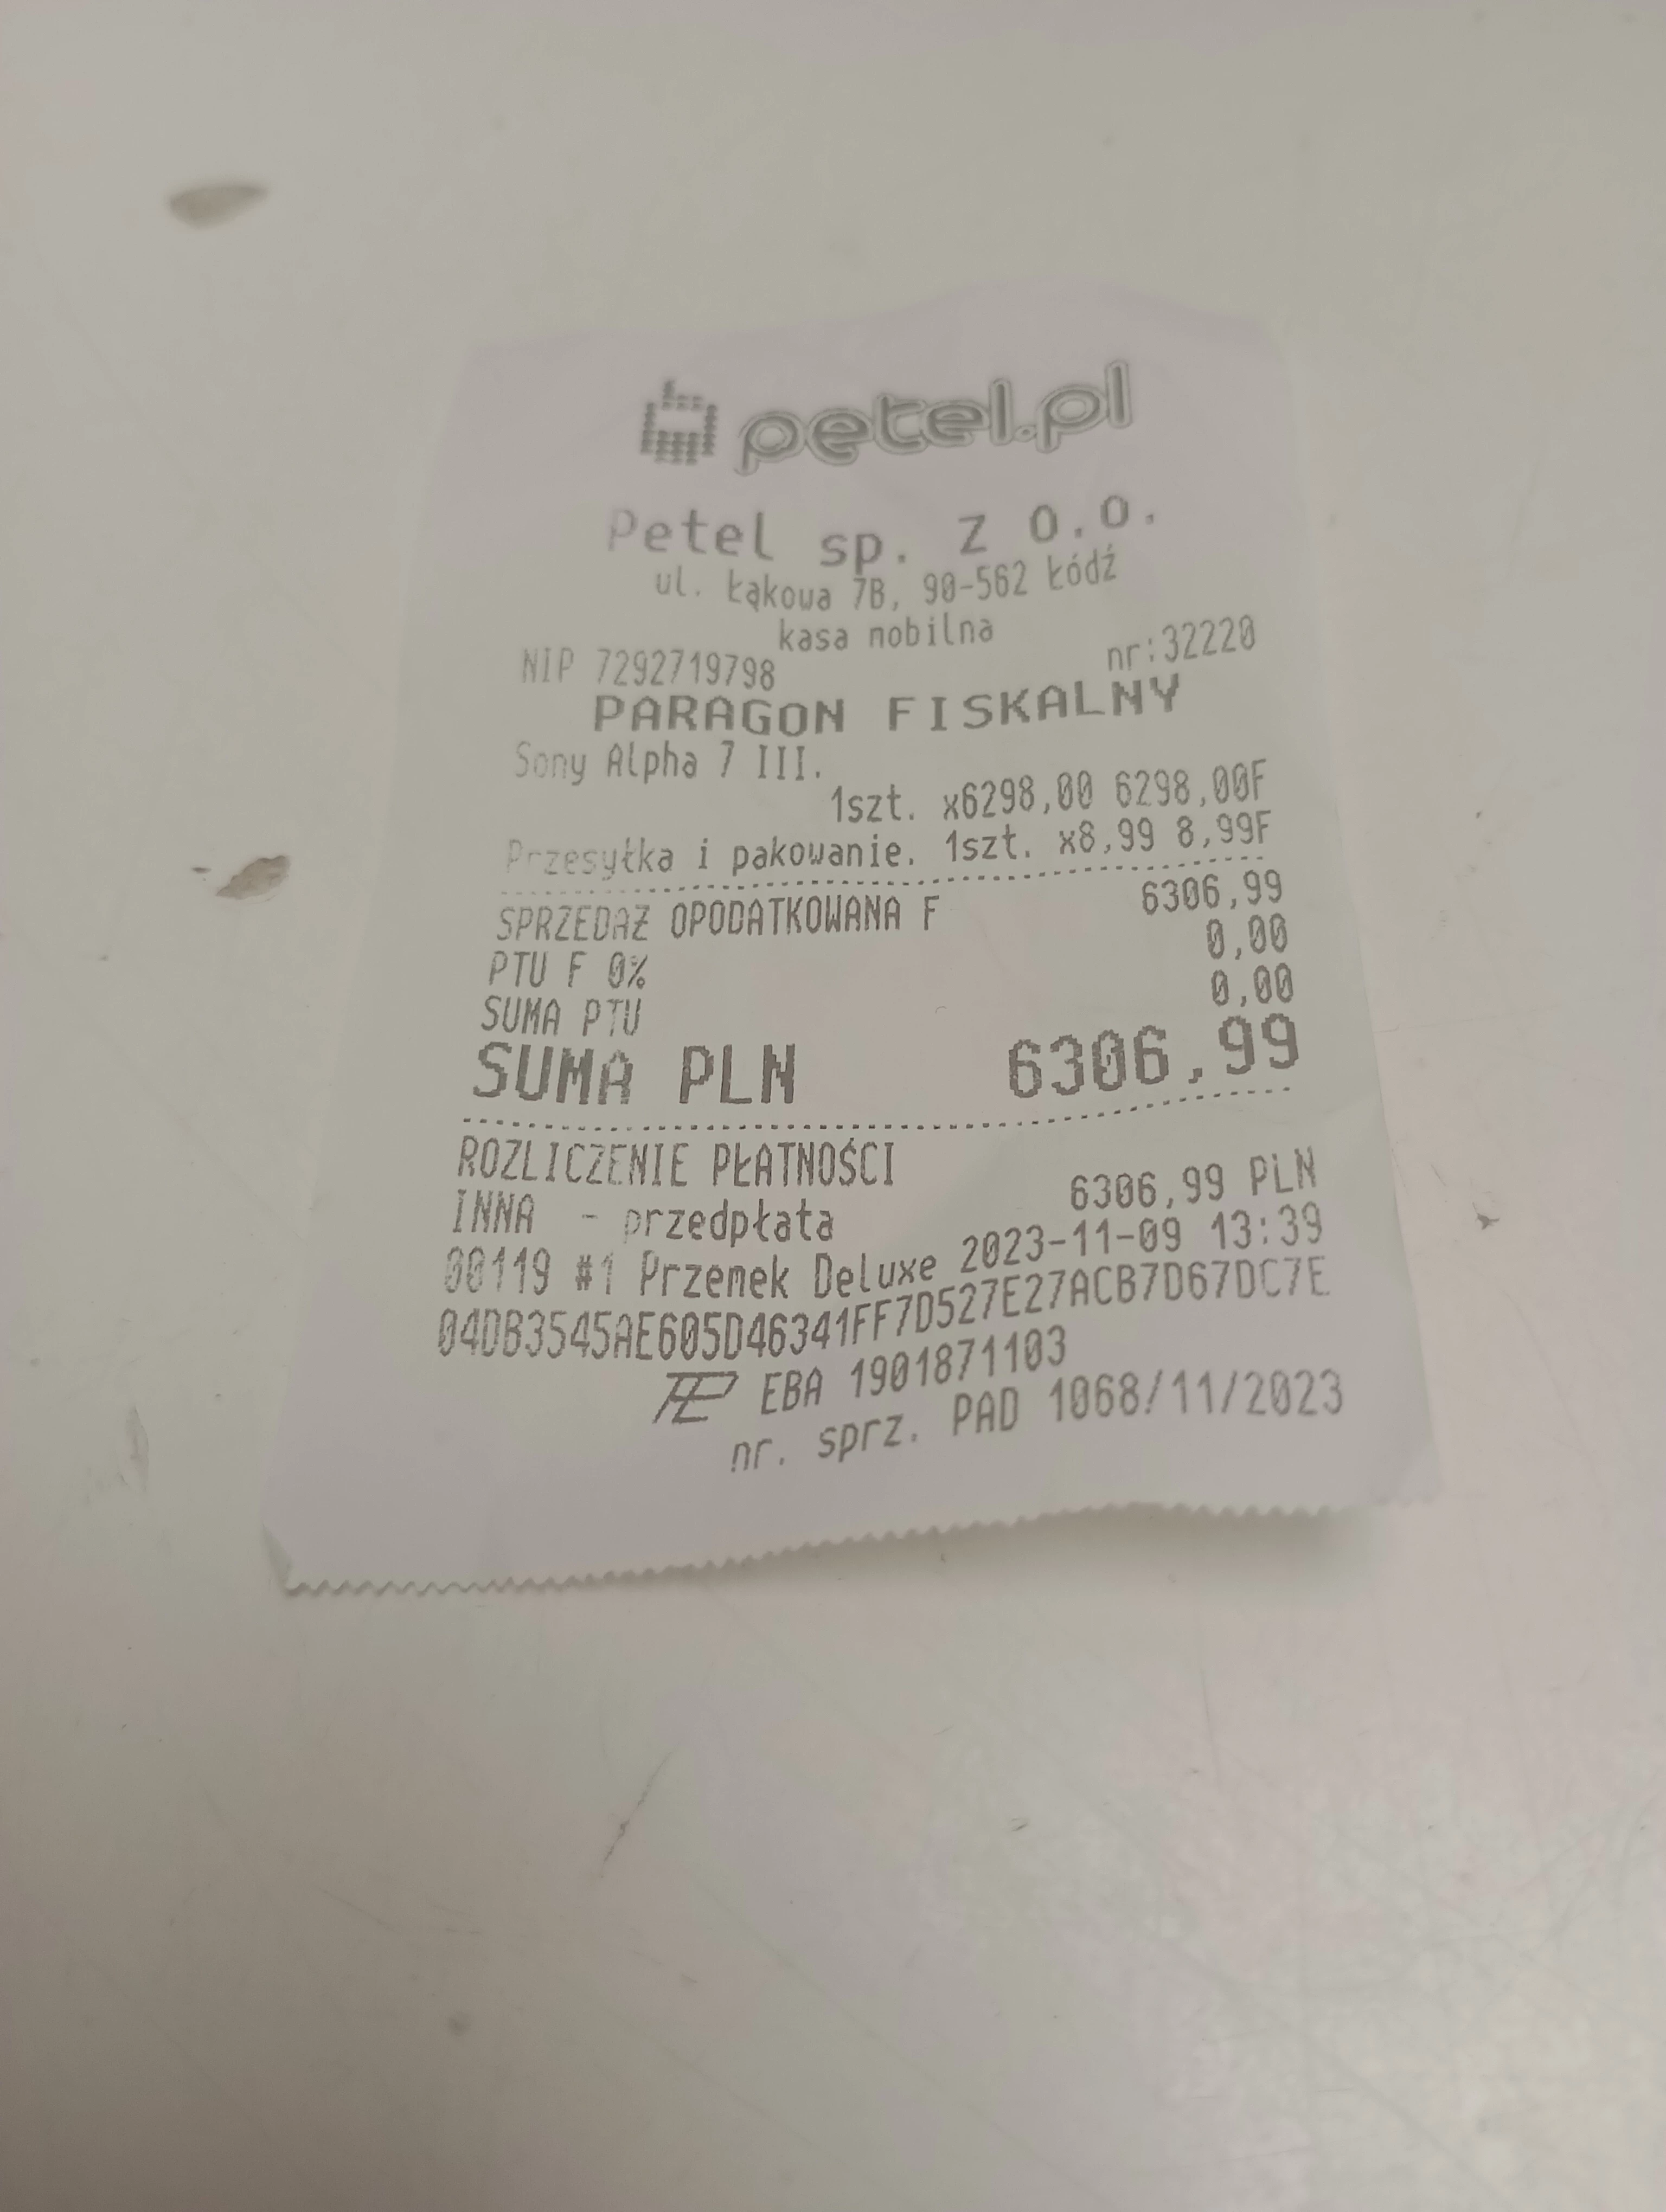 petel.pl
Petel sp. z o.o.
ul. Łąkowa 7B, 90-562 Łódź
kasa mobilna
NIP 7292719798 nr:32220
PARAGON FISKALNY
Sony Alpha 7 III.
1szt. x6298,00 6298,00F
Przesyłka i pakowanie. 1szt. x8,99 8,99F
SPRZEDAŻ OPODATKOWANA F 6306,99
PTU F 0% 0,00
SUMA PTU 0,00
SUMA PLN 6306,99
ROZLICZENIE PŁATNOŚCI
INNA - przedpłata 6306,99 PLN
00119 #1 Przemek Deluxe 2023-11-09 13:39
04DB3545AE605D46341FF7D527E27ACB7D67DC7E
EBA 1901871103
nr. sprz. PAD 1068/11/2023